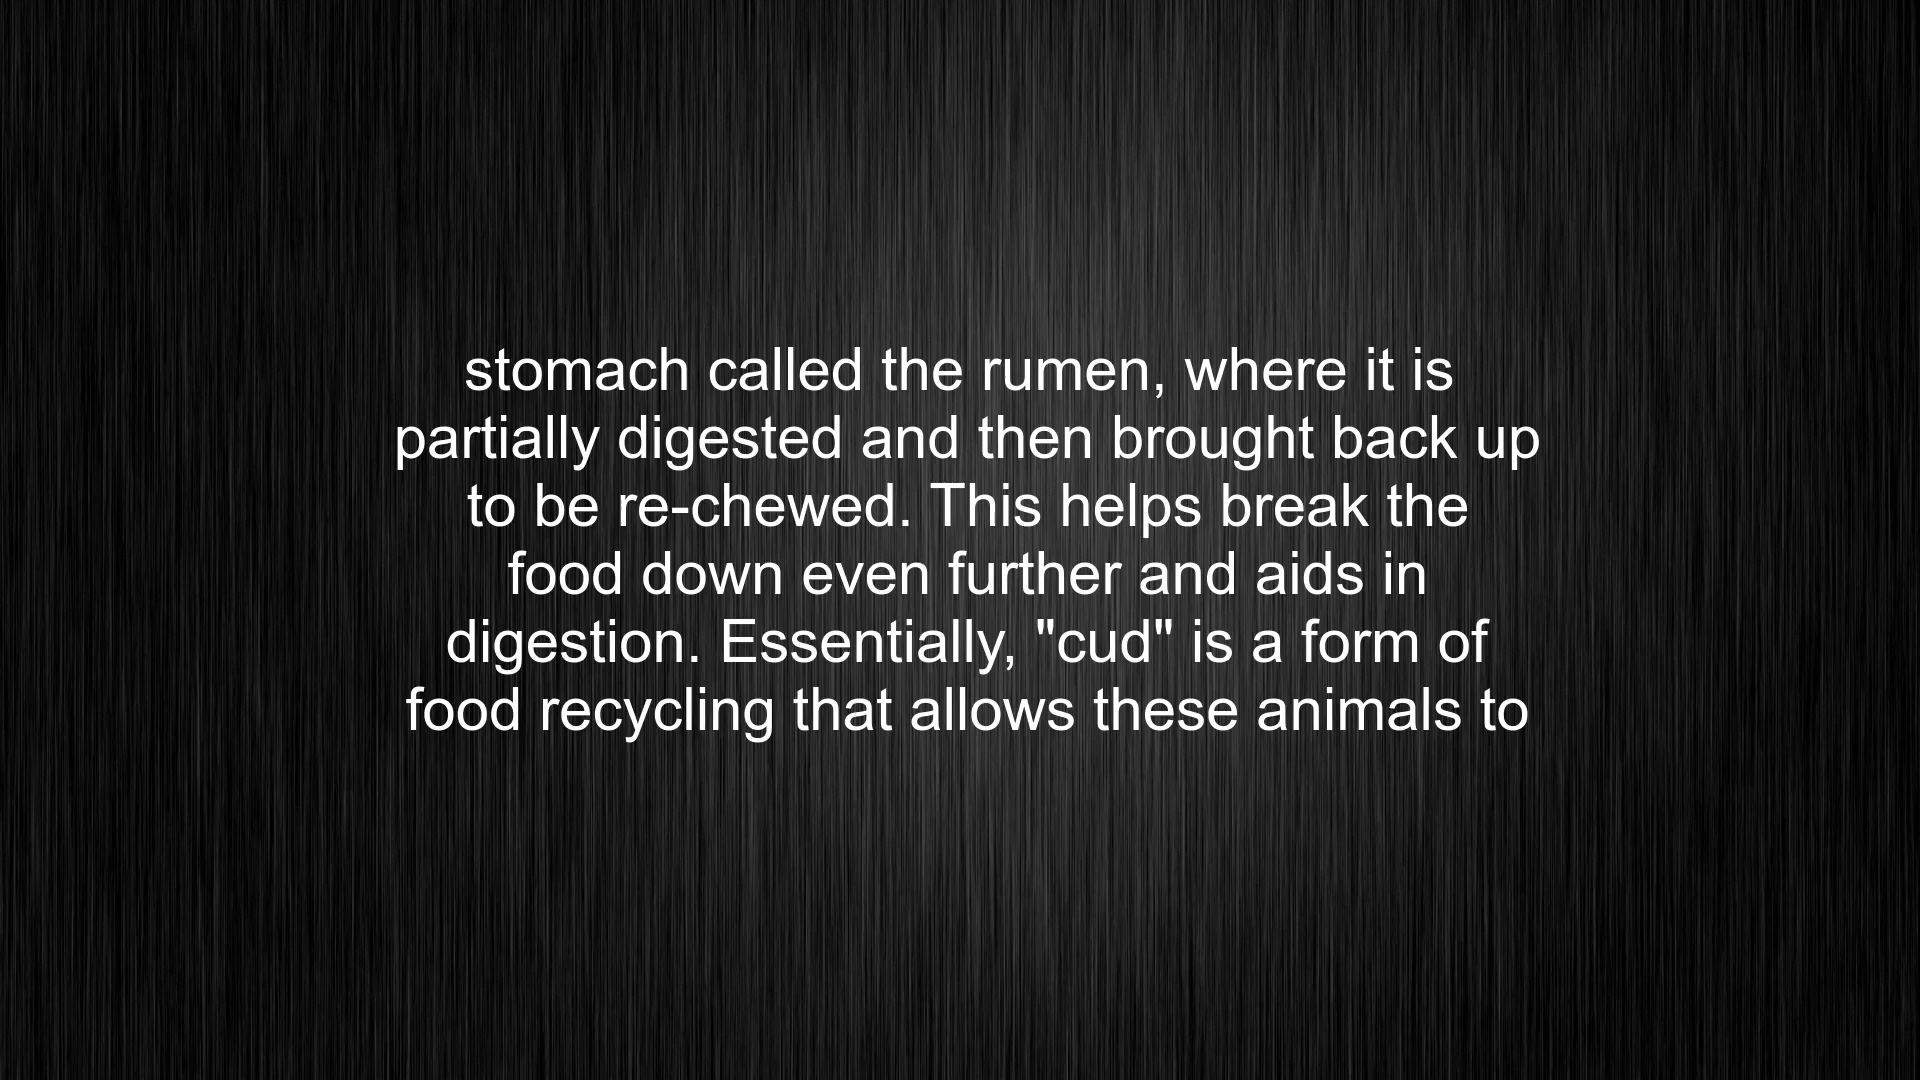 stomach called the rumen, where it is
partially digested and then brought back up
to be re-chewed. This helps break the
food down even further and aids in
digestion. Essentially, "cud" is a form of
food recycling that allows these animals to